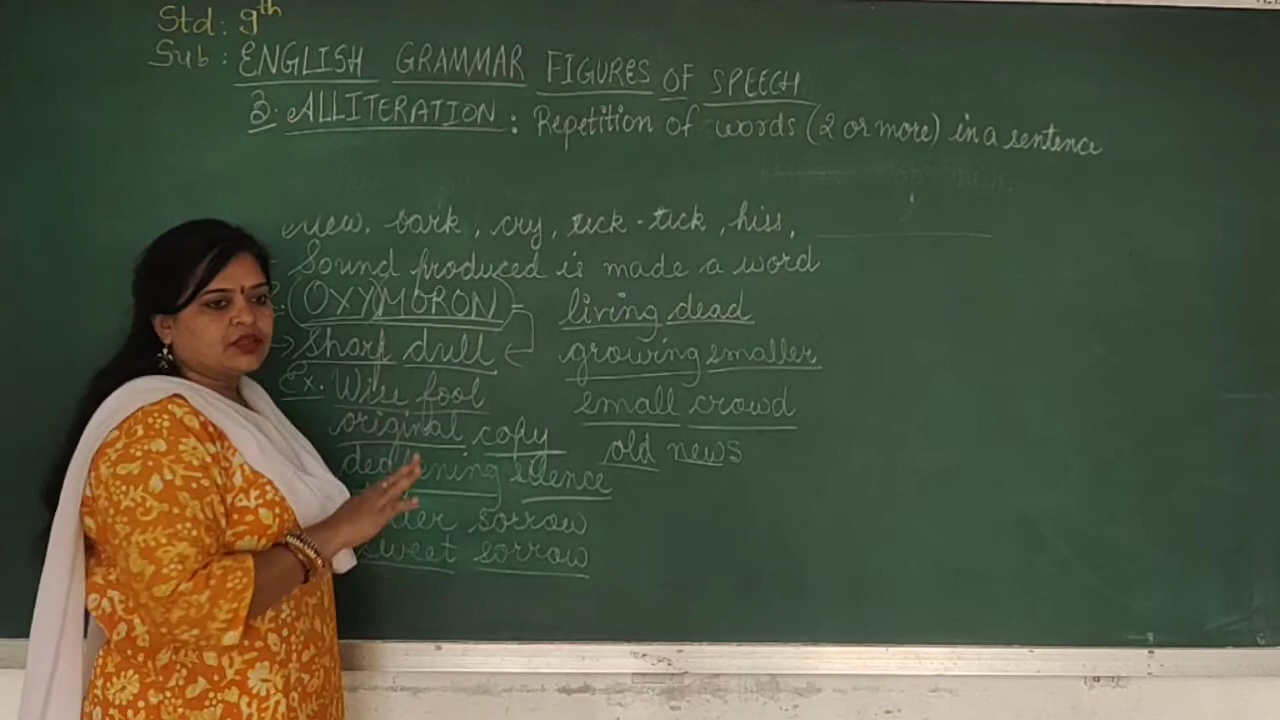 Std: 9th
Sub: ENGLISH GRAMMAR FIGURES OF SPEECH
3. ALLITERATION: Repetition of words (2 or more) in a sentence
mew, bark, cry, tick-tick, hiss,
Sound produced is made a word
OXYMORON - living dead
→ Sharp dull growing smaller
Ex. Wise fool small crowd
original copy old news
silence
sorrow
sweet sorrow